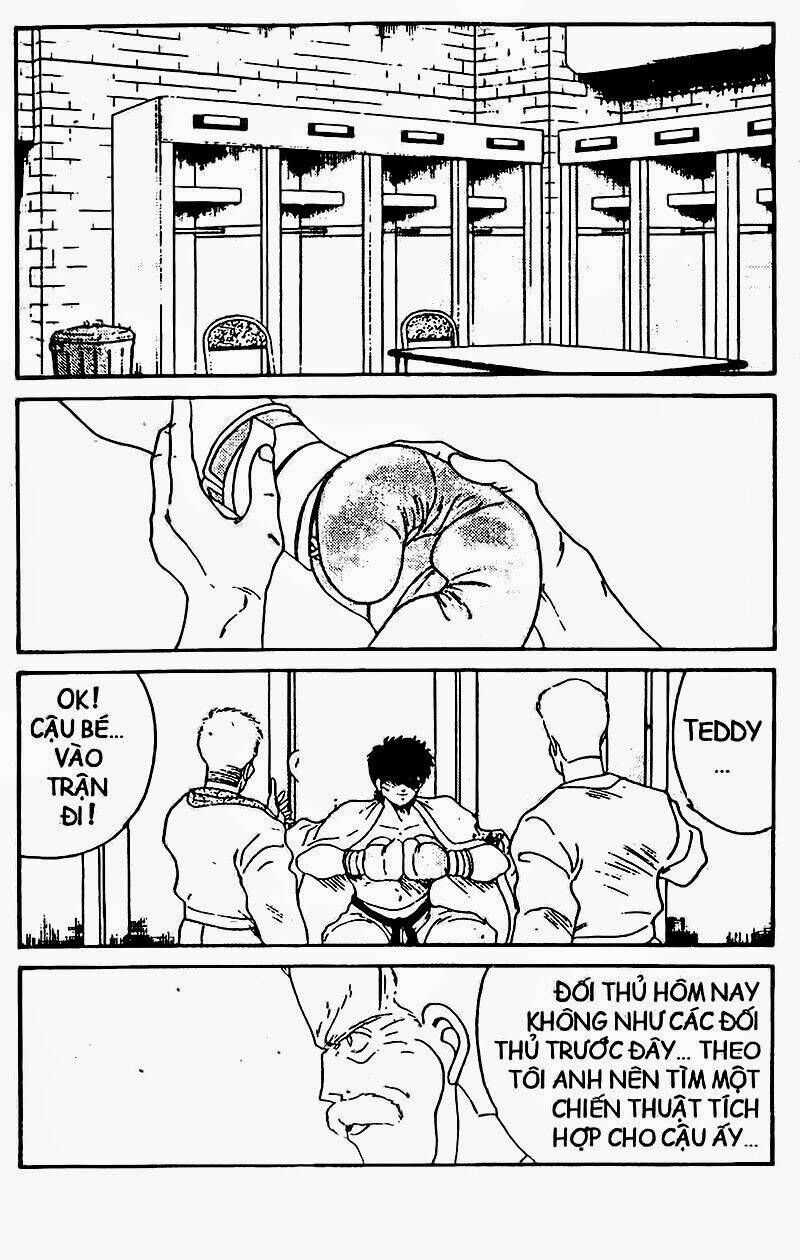 OK!
CẬU BÉ...
VÀO
TRẬN
ĐI!
TEDDY
...
ĐỐI THỦ HÔM NAY
KHÔNG NHƯ CÁC ĐỐI
THỦ TRƯỚC ĐÂY... THEO
TÔI ANH NÊN TÌM MỘT
CHIẾN THUẬT TÍCH
HỢP CHO CẬU ẤY...